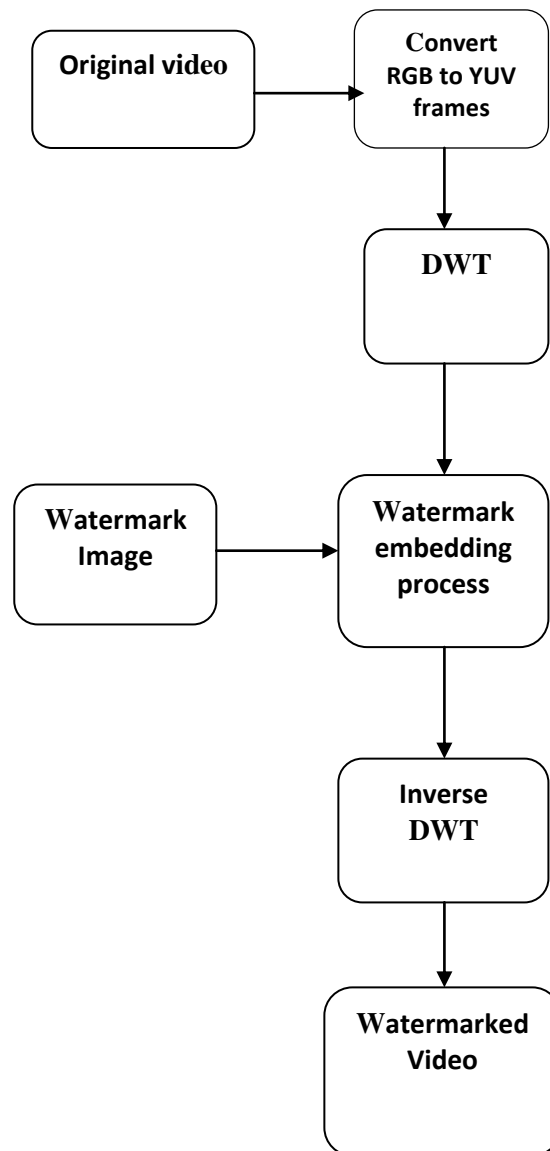 Original video
Convert
RGB to YUV
frames
DWT
Watermark
Image
Watermark
embedding
process
Inverse
DWT
Watermarked
Video